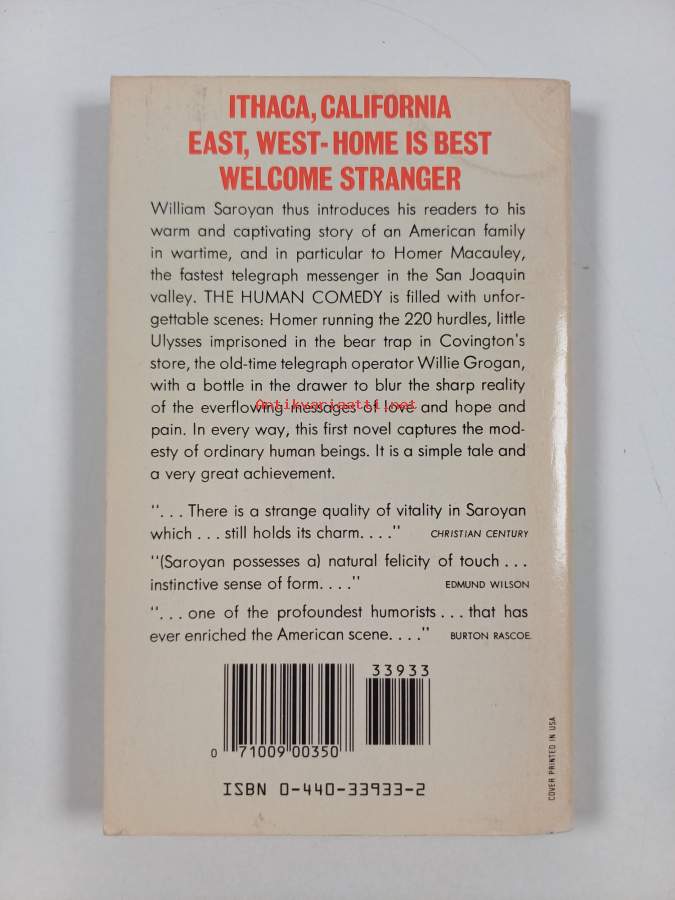 ITHACA, CALIFORNIA
EAST, WEST-HOME IS BEST
WELCOME STRANGER
William Saroyan thus introduces his readers to his
warm and captivating story of an American family
in wartime, and in particular to Homer Macauley,
the fastest telegraph messenger in the San Joaquin
valley. THE HUMAN COMEDY is filled with unfor-
gettable scenes: Homer running the 220 hurdles, little
Ulysses imprisoned in the bear trap in Covington's
store, the old-time telegraph operator Willie Grogan,
with a bottle in the drawer to blur the sharp reality
of the everflowing messages of love and hope and
Antikvariaatti.net
pain. In every way, this first novel captures the mod-
esty of ordinary human beings. It is a simple tale and
a very great achievement.
". . . There is a strange quality of vitality in Saroyan
which . . . still holds its charm. . . ." CHRISTIAN CENTURY
"(Saroyan possesses a) natural felicity of touch . . .
instinctive sense of form. . . ." EDMUND WILSON
". . . one of the profoundest humorists . . . that has
ever enriched the American scene. . . ." BURTON RASCOE
33933
0 71009 00350
ISBN 0-440-33933-2
COVER PRINTED IN USA